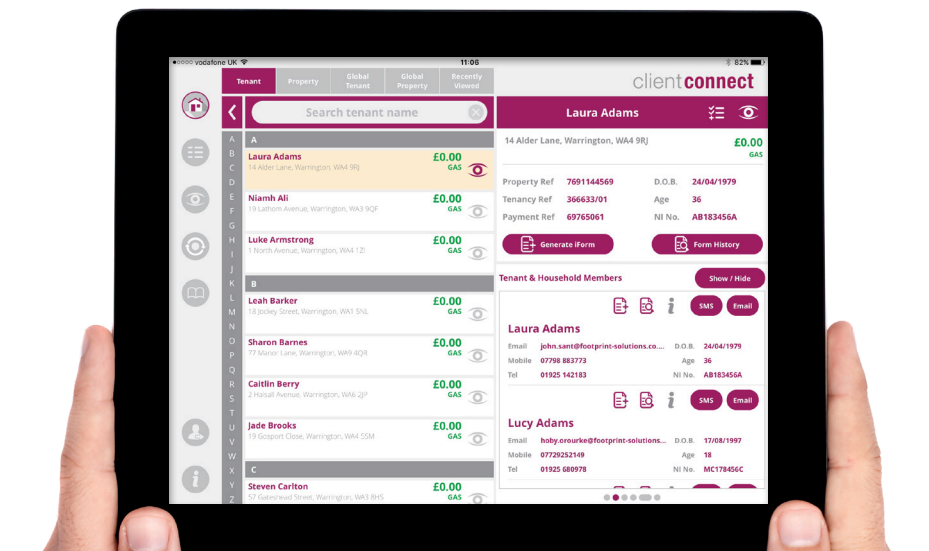 vodafone UK
11:06
82%
Tenant
Property
Global Tenant
Global Property
Recently Viewed
clientconnect
Search tenant name
Laura Adams
A
B
C
D
E
F
G
H
I
J
K
L
M
N
O
P
Q
R
S
T
U
V
W
X
Y
Z
A
Laura Adams £0.00
14 Alder Lane, Warrington, WA4 9RJ GAS
Niamh Ali £0.00
19 Lathom Avenue, Warrington, WA3 9QF GAS
Luke Armstrong £0.00
1 North Avenue, Warrington, WA4 1ZI GAS
B
Leah Barker £0.00
18 Jockey Street, Warrington, WA1 5NL GAS
Sharon Barnes £0.00
77 Manor Lane, Warrington, WA9 4QR GAS
Caitlin Berry £0.00
2 Halsall Avenue, Warrington, WA6 2JP GAS
Jade Brooks £0.00
19 Gosport Close, Warrington, WA4 5SM GAS
C
Steven Carlton £0.00
57 Gateshead Street, Warrington, WA3 8HS GAS
14 Alder Lane, Warrington, WA4 9RJ £0.00
GAS
Property Ref 7691144569 D.O.B. 24/04/1979
Tenancy Ref 366633/01 Age 36
Payment Ref 69765061 NI No. AB183456A
Generate iForm
Form History
Tenant & Household Members
Show / Hide
i SMS Email
Laura Adams
Email john.sant@footprint-solutions.co.... D.O.B. 24/04/1979
Mobile 07798 883773 Age 36
Tel 01925 142183 NI No. AB183456A
i SMS Email
Lucy Adams
Email hoby.orourke@footprint-solutions... D.O.B. 17/08/1997
Mobile 07729252149 Age 18
Tel 01925 680978 NI No. MC178456C
i